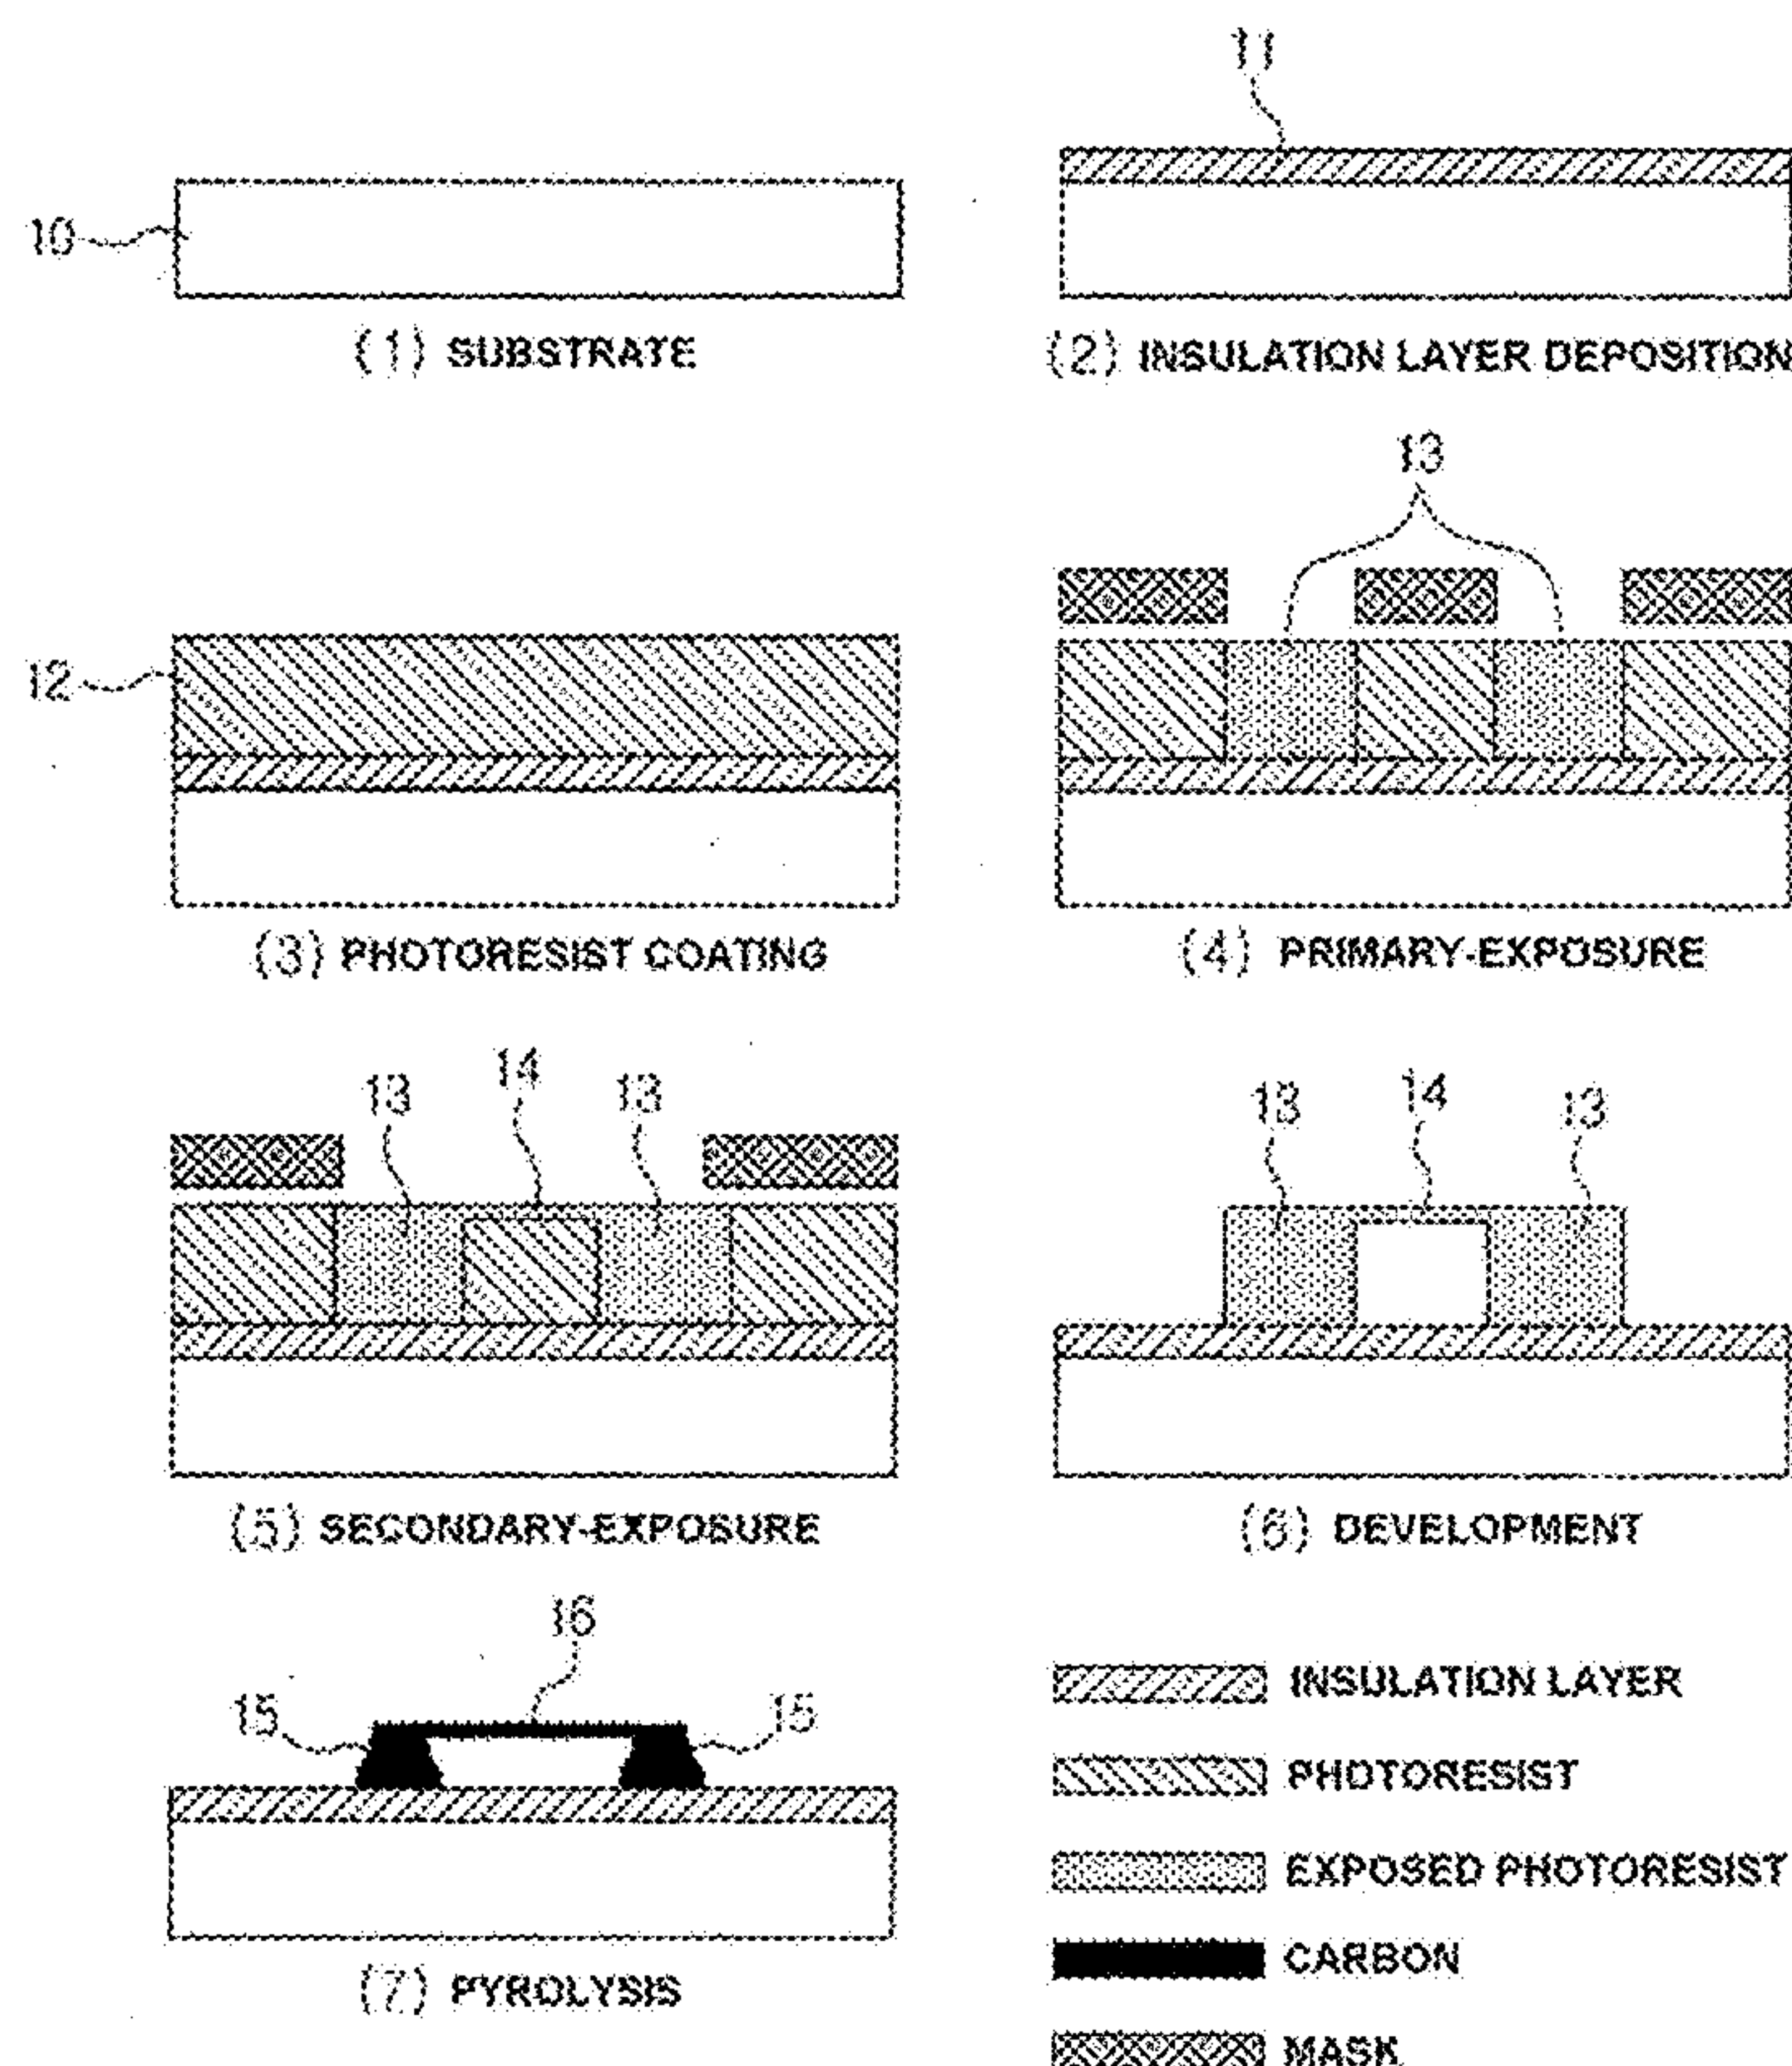 11
10
(1) SUBSTRATE
(2) INSULATION LAYER DEPOSITION
13
12
(3) PHOTORESIST COATING
(4) PRIMARY-EXPOSURE
13 14 13
13 14 13
(5) SECONDARY-EXPOSURE
(6) DEVELOPMENT
16
15 15
(7) PYROLYSIS
INSULATION LAYER
PHOTORESIST
EXPOSED PHOTORESIST
CARBON
MASK